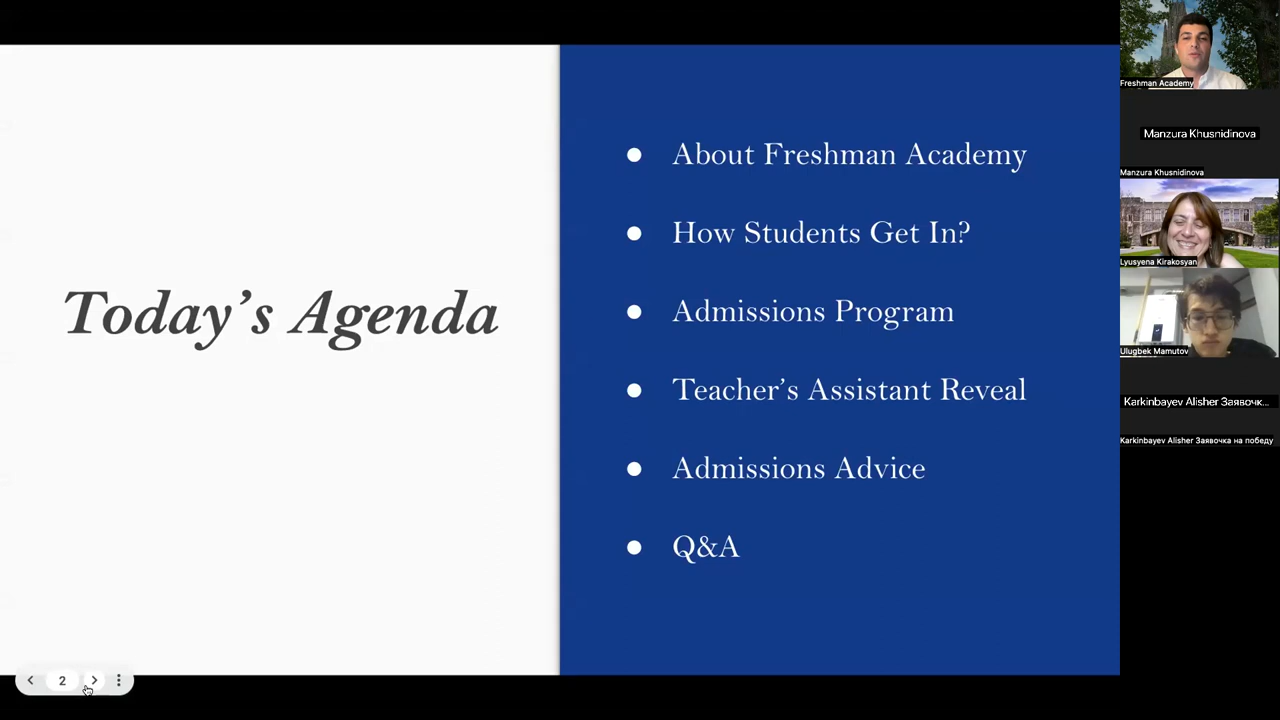 Today's Agenda
● About Freshman Academy
● How Students Get In?
● Admissions Program
● Teacher's Assistant Reveal
● Admissions Advice
● Q&A
2
Freshman Academy
Manzura Khusnidinova
Manzura Khusnidinova
Lyusyena Kirakosyan
Ulugbek Mamutov
Karkinbayev Alisher Заявочк...
Karkinbayev Alisher Заявочка на победу